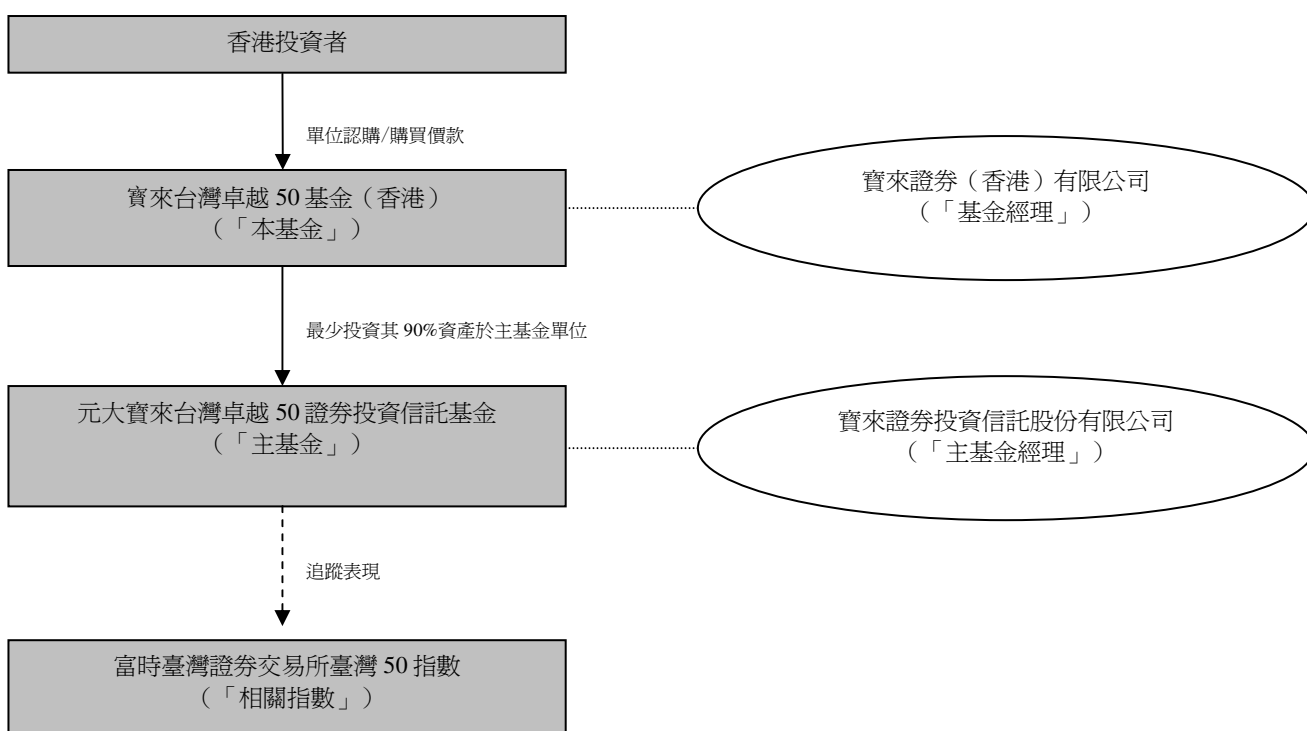 香港投資者
單位認購/購買價款
寶來台灣卓越 50 基金（香港）
（「本基金」）
寶來證券（香港）有限公司
（「基金經理」）
最少投資其 90%資產於主基金單位
元大寶來台灣卓越 50 證券投資信託基金
（「主基金」）
寶來證券投資信託股份有限公司
（「主基金經理」）
追蹤表現
富時臺灣證券交易所臺灣 50 指數
（「相關指數」）